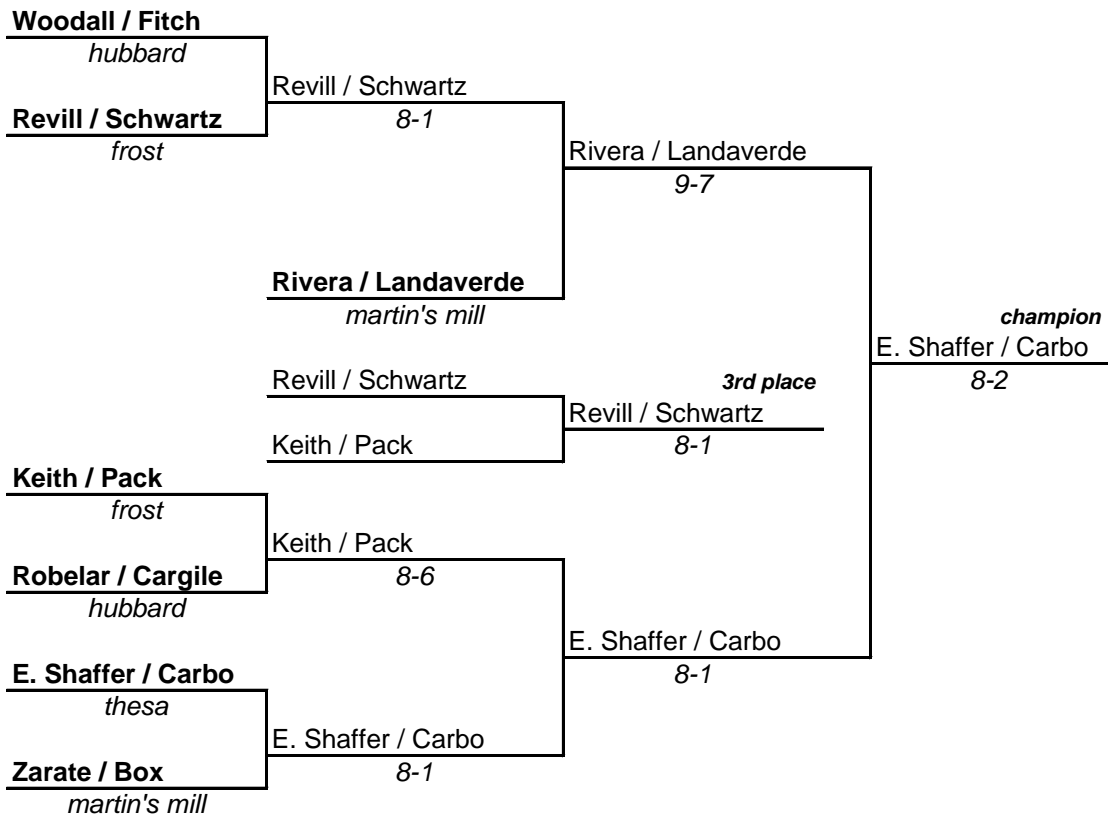 Woodall / Fitch
hubbard
Revill / Schwartz
8-1
Revill / Schwartz
frost
Rivera / Landaverde
9-7
Rivera / Landaverde
martin's mill
champion
E. Shaffer / Carbo
8-2
Revill / Schwartz
3rd place
Revill / Schwartz
8-1
Keith / Pack
Keith / Pack
frost
Keith / Pack
8-6
Robelar / Cargile
hubbard
E. Shaffer / Carbo
8-1
E. Shaffer / Carbo
thesa
E. Shaffer / Carbo
8-1
Zarate / Box
martin's mill